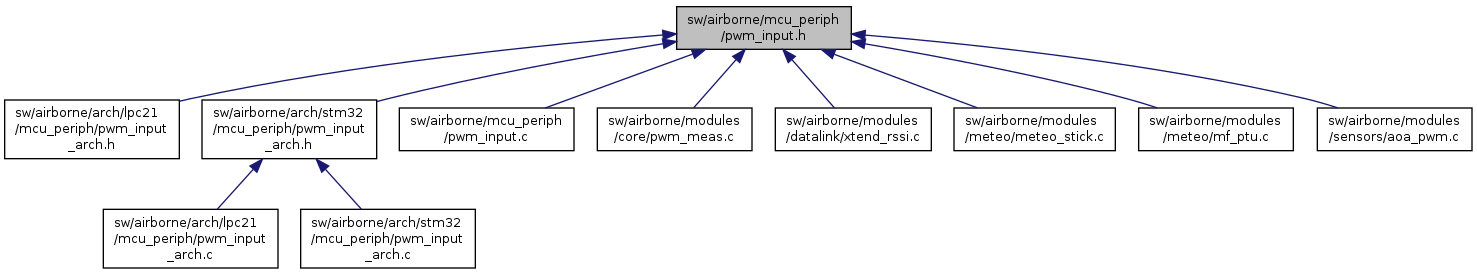 sw/airborne/mcu_periph
/pwm_input.h
sw/airborne/arch/lpc21
/mcu_periph/pwm_input
_arch.h
sw/airborne/arch/stm32
/mcu_periph/pwm_input
_arch.h
sw/airborne/mcu_periph
/pwm_input.c
sw/airborne/modules
/core/pwm_meas.c
sw/airborne/modules
/datalink/xtend_rssi.c
sw/airborne/modules
/meteo/meteo_stick.c
sw/airborne/modules
/meteo/mf_ptu.c
sw/airborne/modules
/sensors/aoa_pwm.c
sw/airborne/arch/lpc21
/mcu_periph/pwm_input
_arch.c
sw/airborne/arch/stm32
/mcu_periph/pwm_input
_arch.c